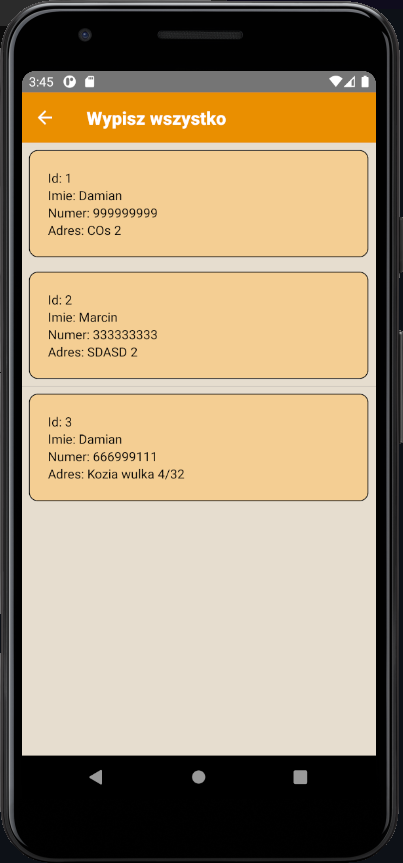 3:45
Wypisz wszystko
Id: 1
Imie: Damian
Numer: 999999999
Adres: COs 2
Id: 2
Imie: Marcin
Numer: 333333333
Adres: SDASD 2
Id: 3
Imie: Damian
Numer: 666999111
Adres: Kozia wulka 4/32